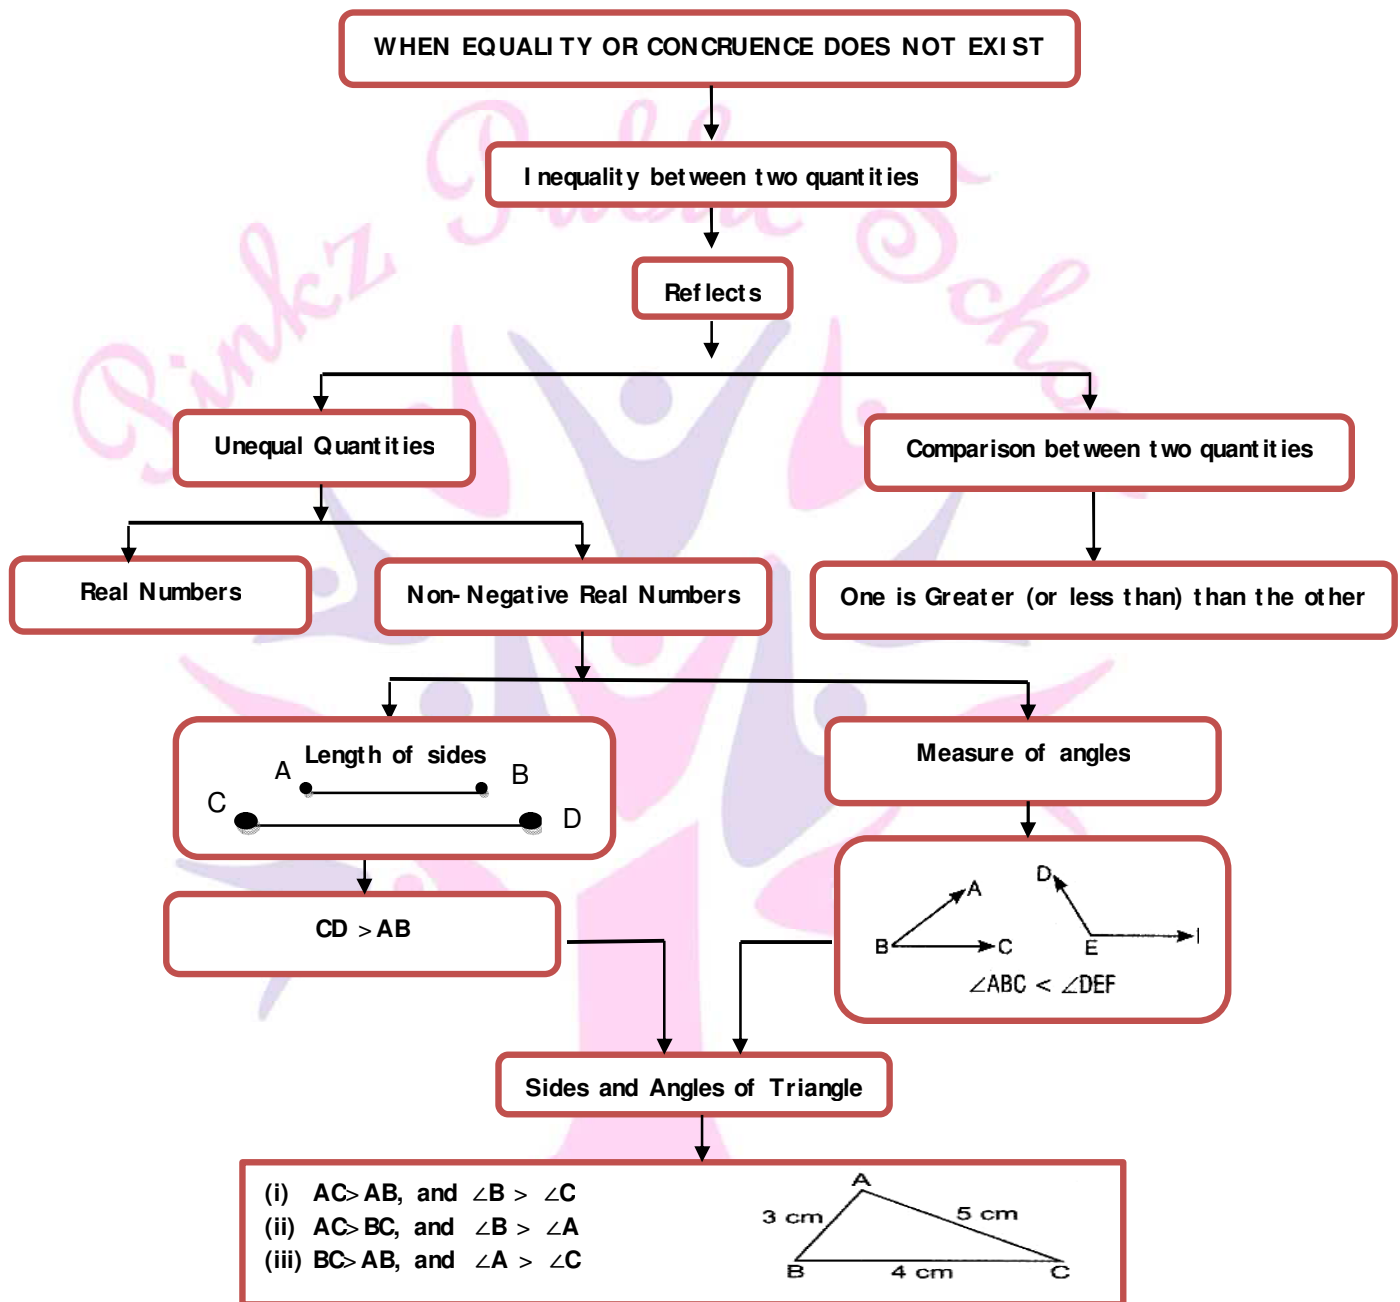 WHEN EQUALITY OR CONCRUENCE DOES NOT EXIST
Inequality between two quantities
Reflects
Pinkz Public School
Unequal Quantities
Comparison between two quantities
Real Numbers
Non-Negative Real Numbers
One is Greater (or less than) than the other
Length of sides
A B
C D
Measure of angles
CD > AB
A
B C
D
E
∠ABC < ∠DEF
Sides and Angles of Triangle
(i) AC>AB, and ∠B > ∠C
(ii) AC>BC, and ∠B > ∠A
(iii) BC>AB, and ∠A > ∠C
A
3 cm 5 cm
B 4 cm C